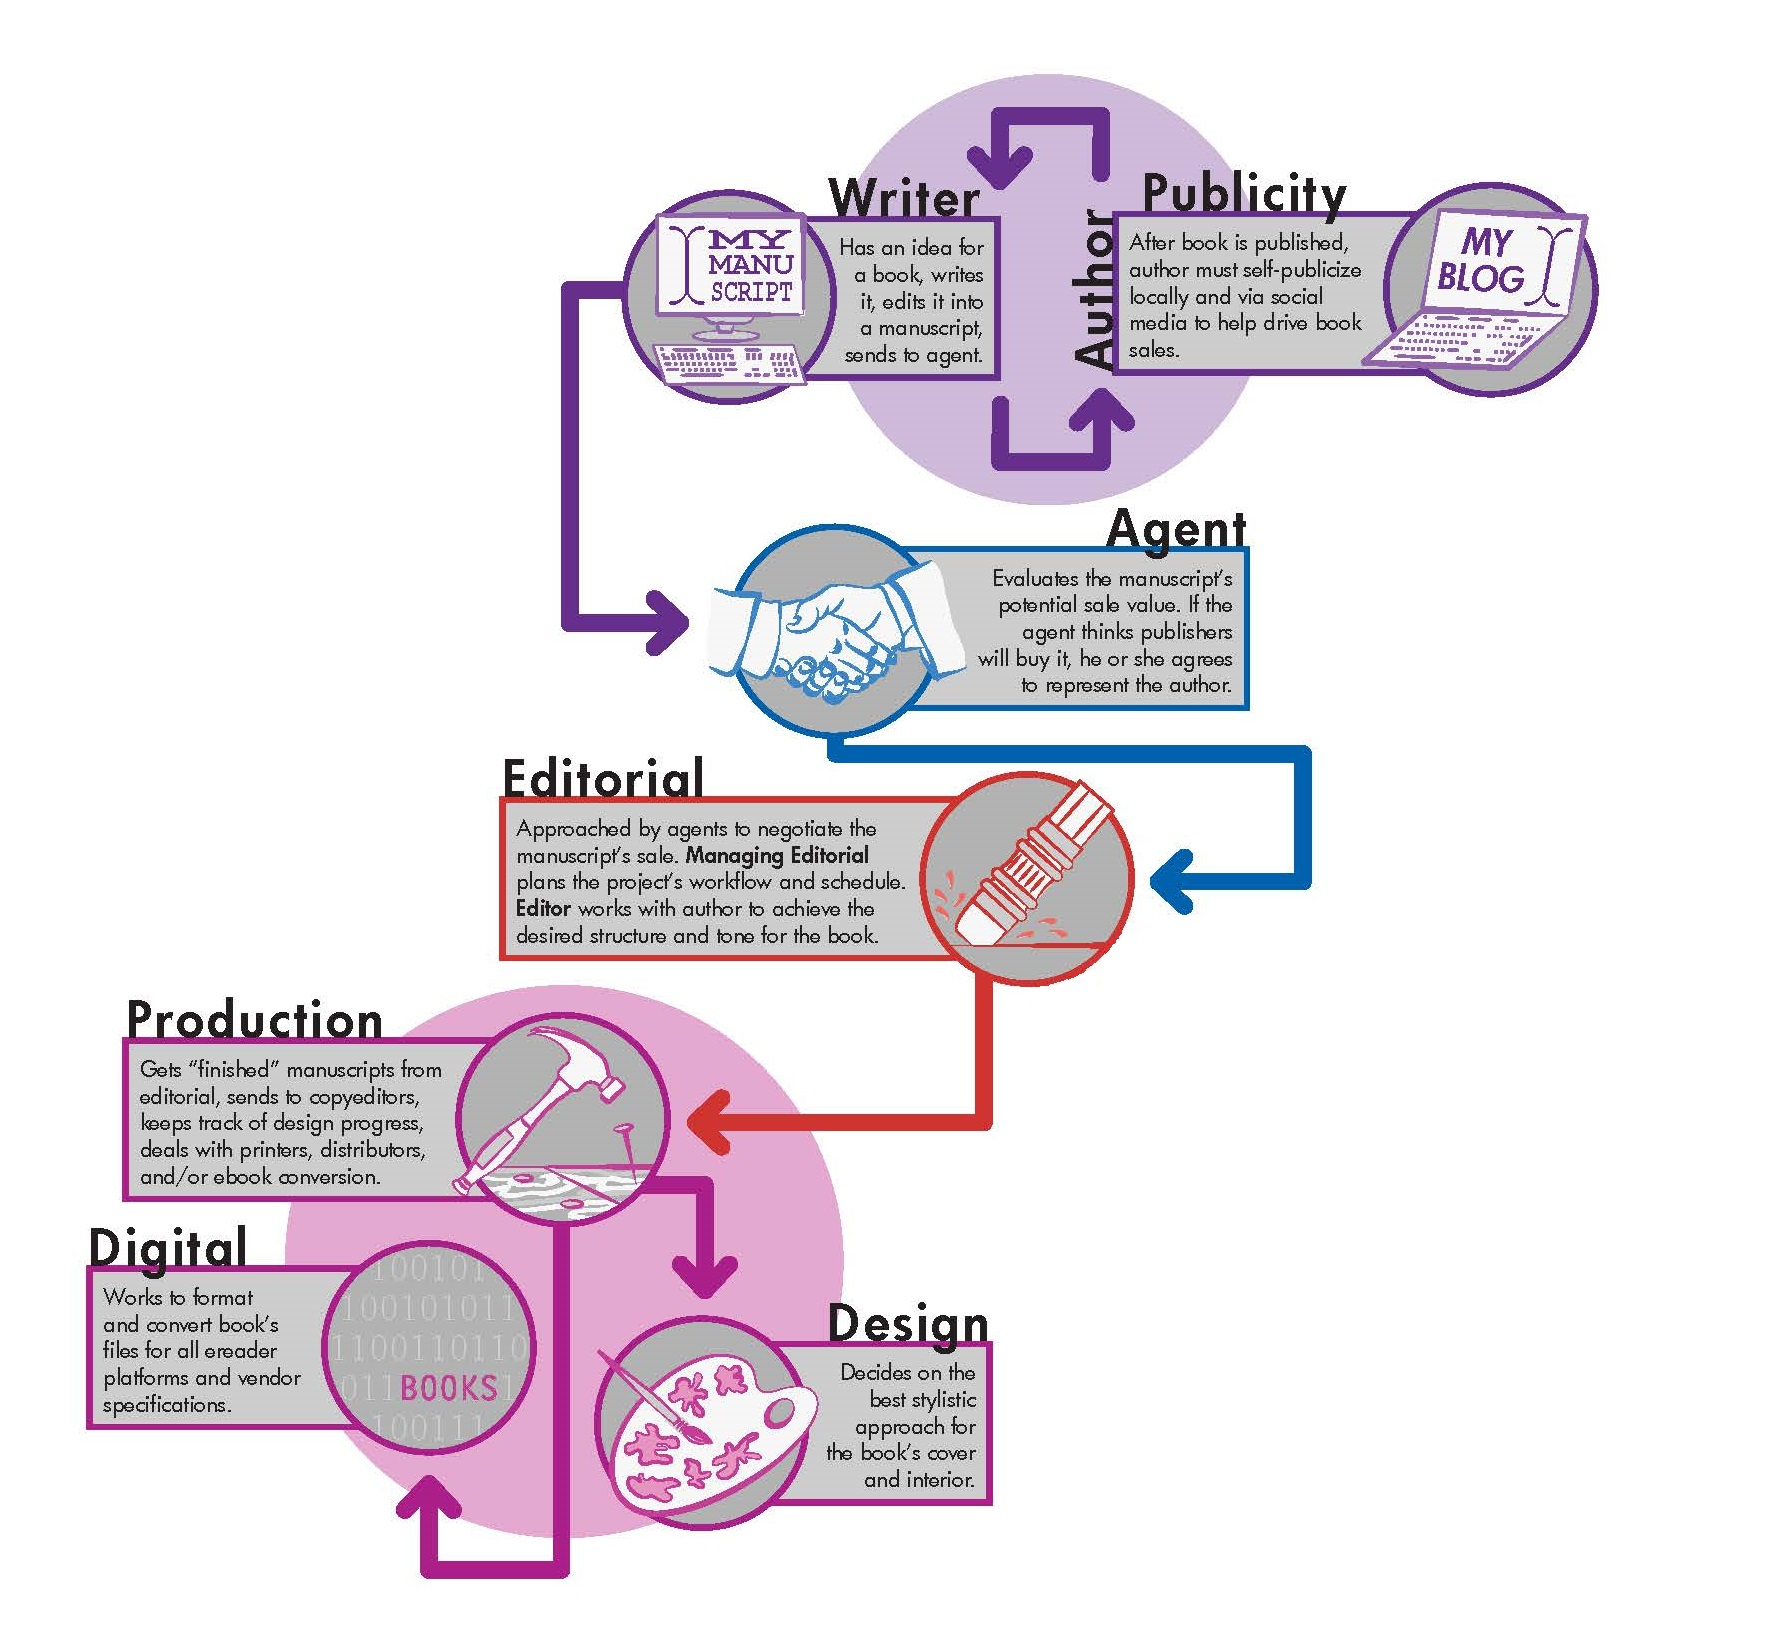 Writer
MY
MANU
SCRIPT
Has an idea for
a book, writes
it, edits it into
a manuscript,
sends to agent.
Author
Publicity
After book is published,
author must self-publicize
locally and via social
media to help drive book
sales.
MY
BLOG
Agent
Evaluates the manuscript's
potential sale value. If the
agent thinks publishers
will buy it, he or she agrees
to represent the author.
Editorial
Approached by agents to negotiate the
manuscript's sale. Managing Editorial
plans the project's workflow and schedule.
Editor works with author to achieve the
desired structure and tone for the book.
Production
Gets “finished” manuscripts from
editorial, sends to copyeditors,
keeps track of design progress,
deals with printers, distributors,
and/or ebook conversion.
Digital
Works to format
and convert book's
files for all ereader
platforms and vendor
specifications.
100101
100101011
1100110110
011BOOKS1
100111
Design
Decides on the
best stylistic
approach for
the book's cover
and interior.